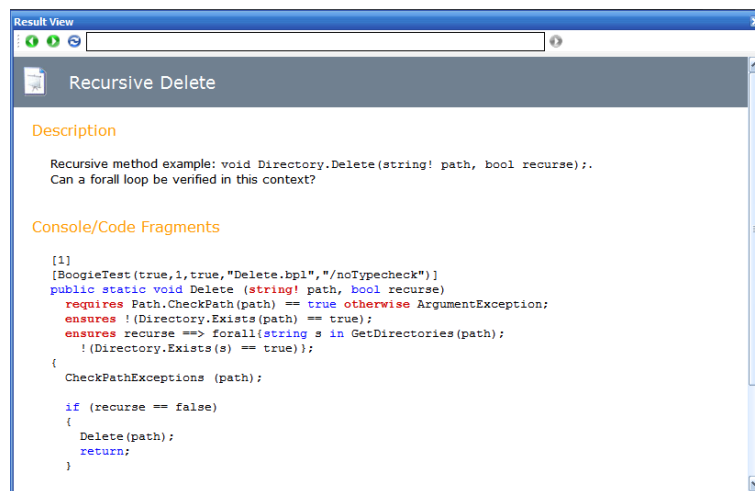 Result View
Recursive Delete
Description
Recursive method example: void Directory.Delete(string! path, bool recurse);.
Can a forall loop be verified in this context?
Console/Code Fragments
[1]
[BoogieTest(true,1,true,"Delete.bpl","/noTypecheck")]
public static void Delete (string! path, bool recurse)
  requires Path.CheckPath(path) == true otherwise ArgumentException;
  ensures !(Directory.Exists(path) == true);
  ensures recurse ==> forall{string s in GetDirectories(path);
    !(Directory.Exists(s) == true)};
{
  CheckPathExceptions (path);
  if (recurse == false)
  {
    Delete(path);
    return;
  }